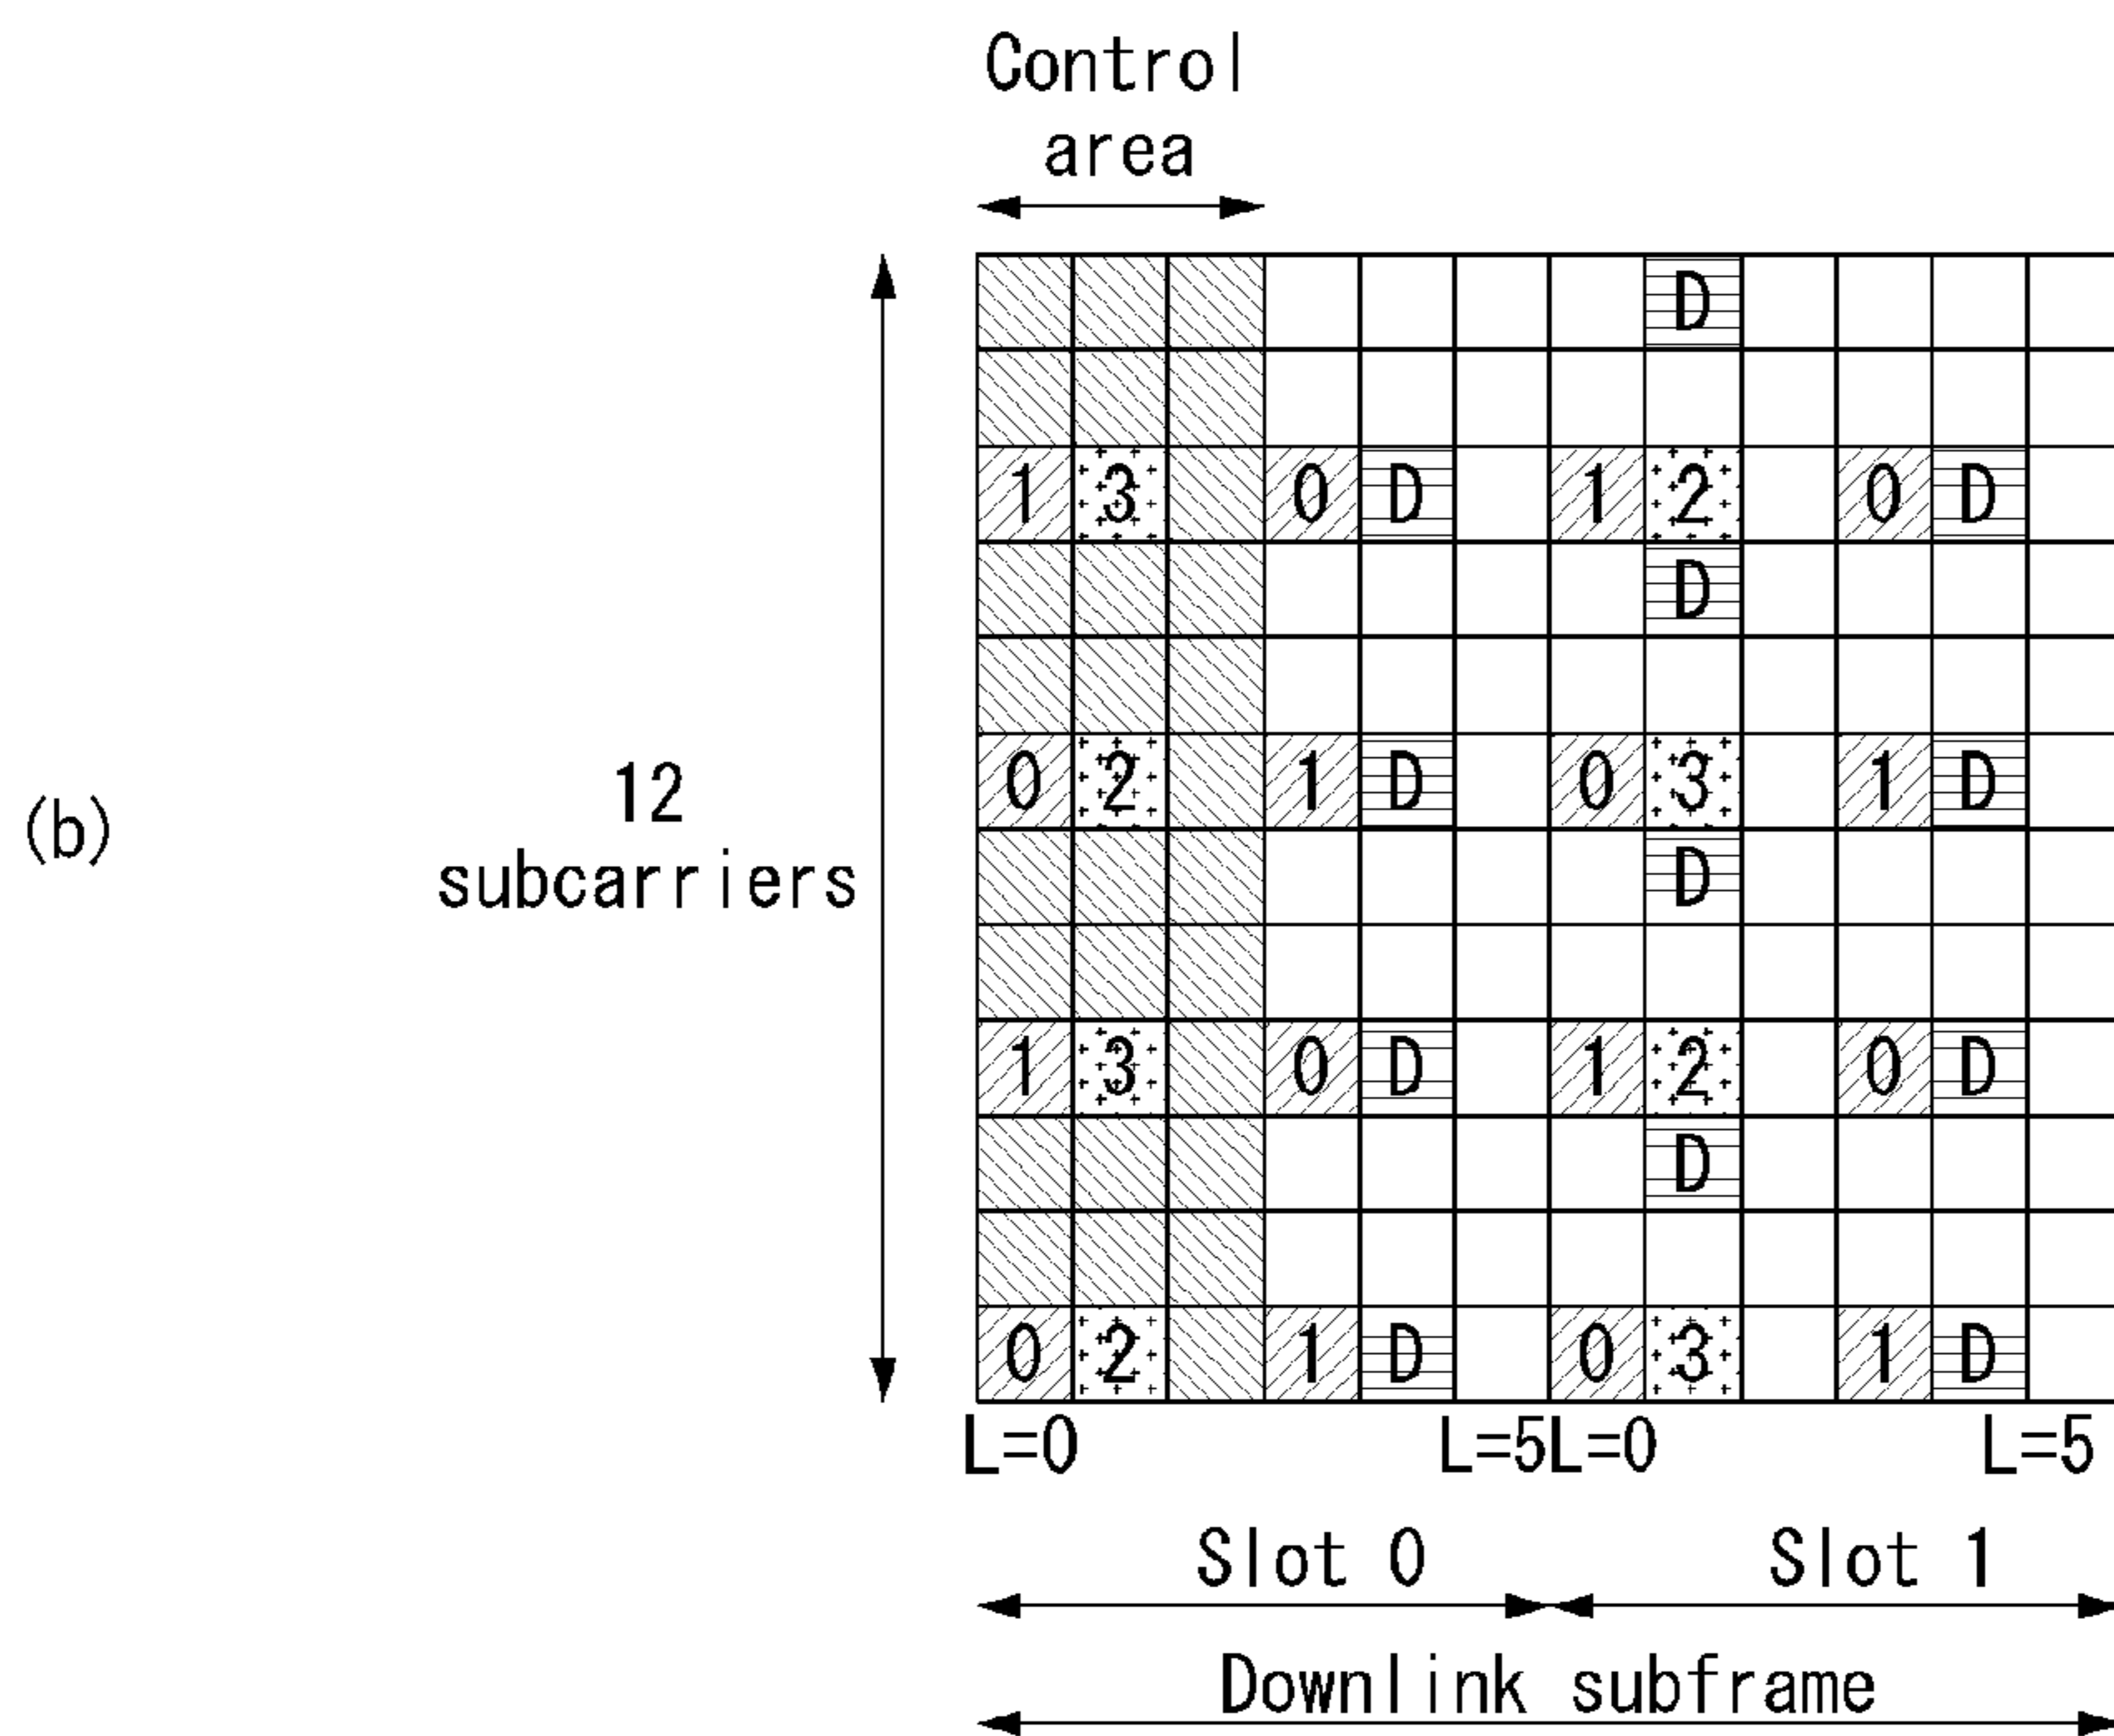 Control
area
D
1 3 0 D 1 2 0 D
D
(b)
12
subcarriers
0 2 1 D 0 3 1 D
D
1 3 0 D 1 2 0 D
D
0 2 1 D 0 3 1 D
L=0 L=5 L=0 L=5
Slot 0 Slot 1
Downlink subframe